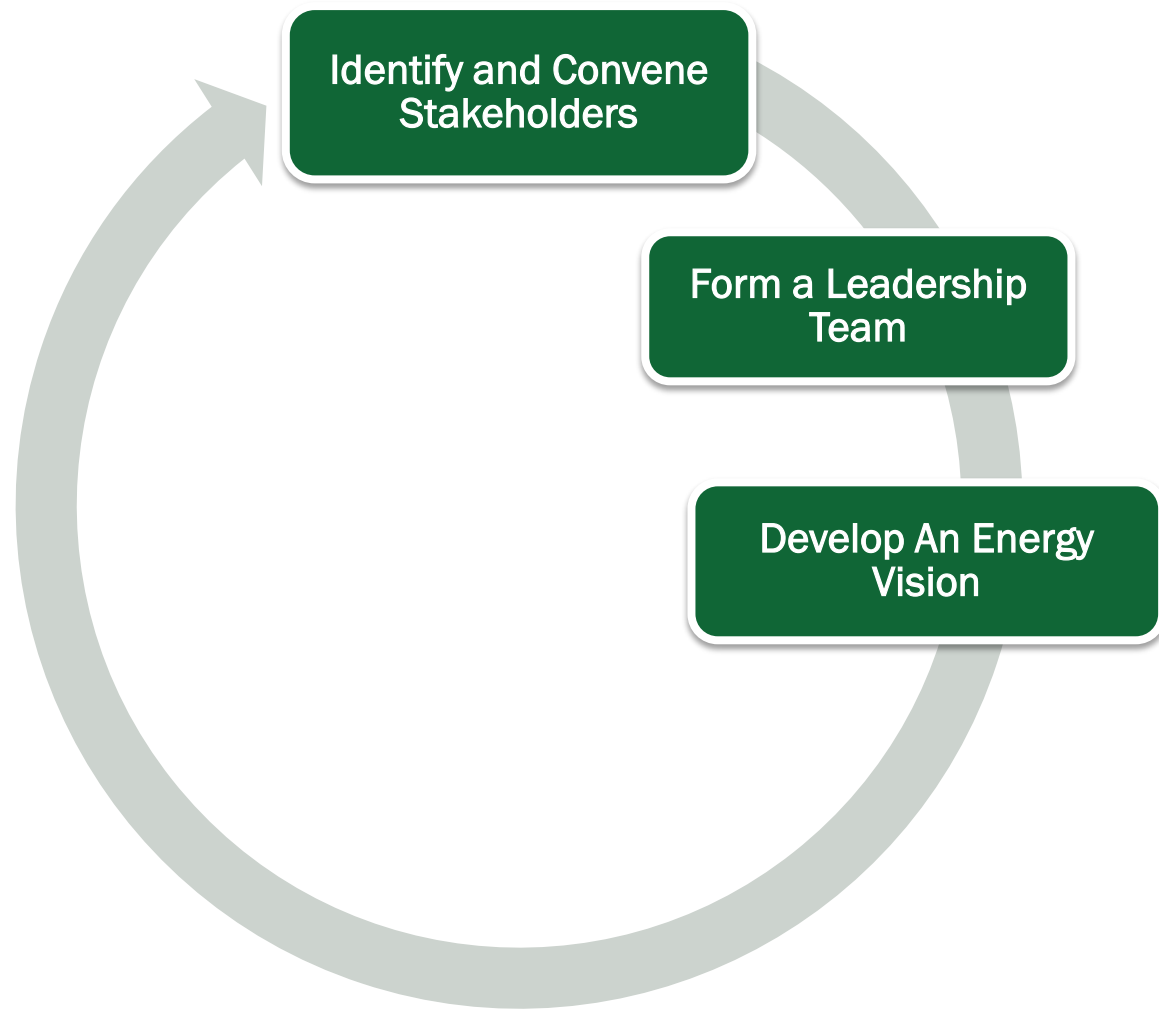 Identify and Convene
Stakeholders
Form a Leadership
Team
Develop An Energy
Vision